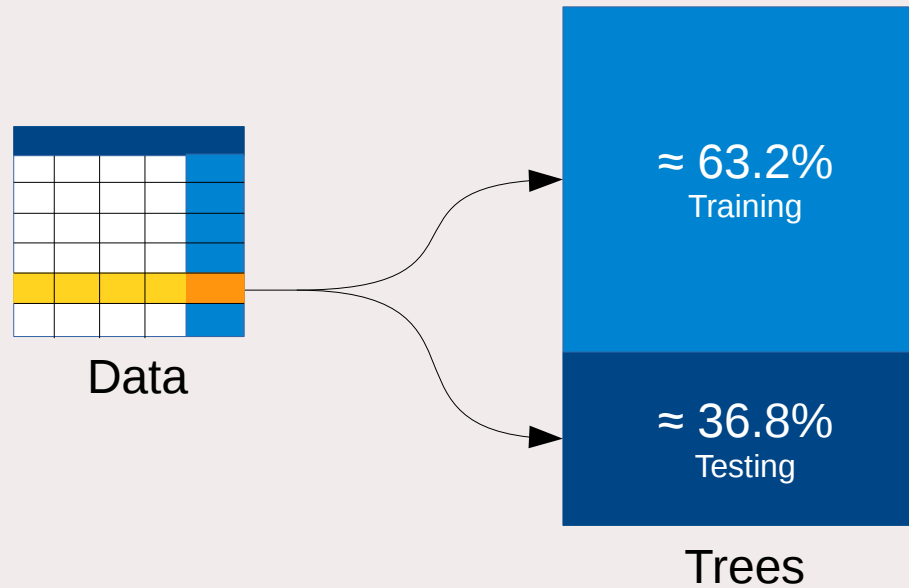 Data
≈ 63.2%
Training
≈ 36.8%
Testing
Trees